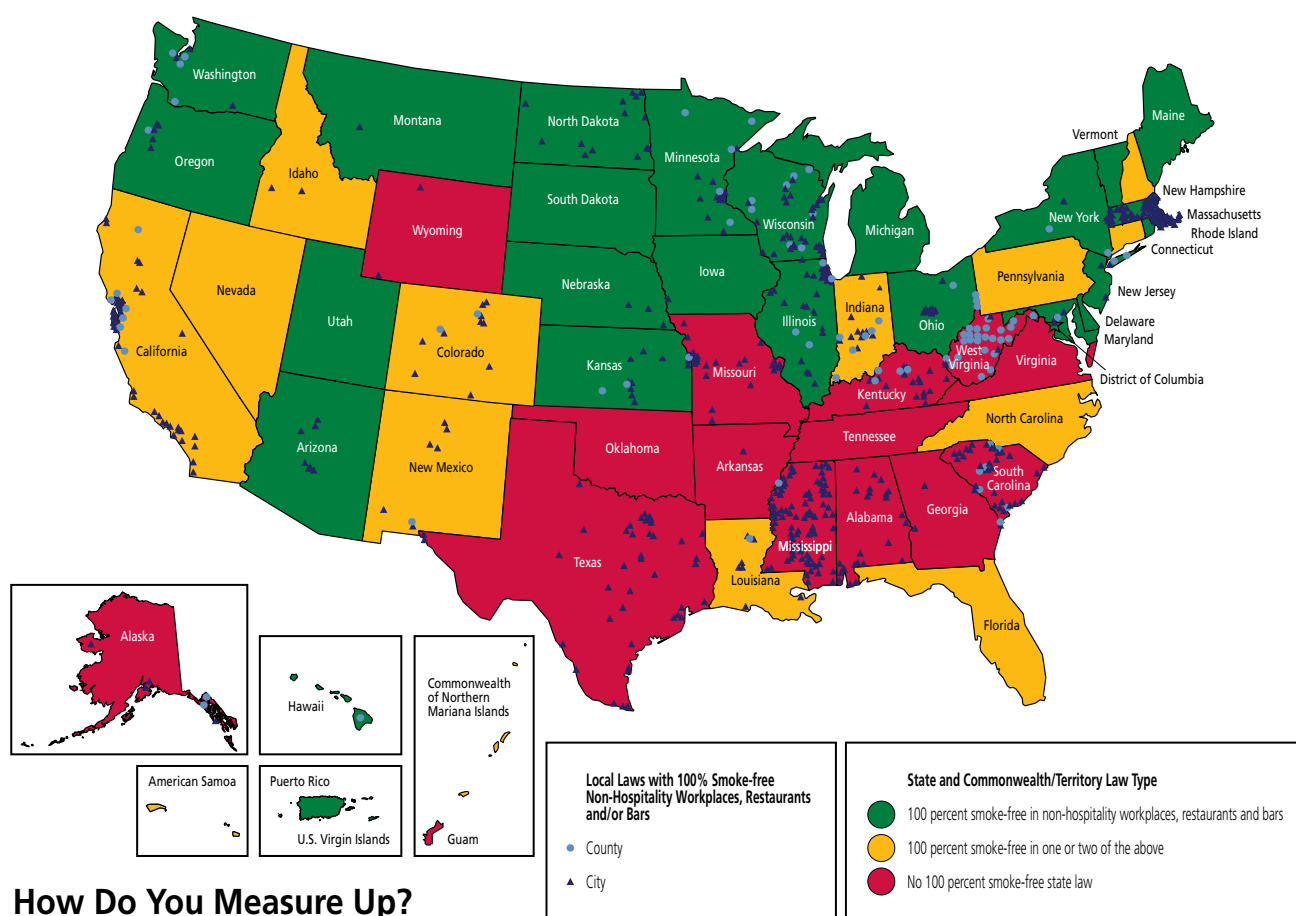 Washington
Montana
North Dakota
Minnesota
Vermont
Maine
Oregon
Idaho
South Dakota
Wisconsin
Michigan
New York
New Hampshire
Massachusetts
Rhode Island
Connecticut
Wyoming
Nevada
Utah
California
Colorado
Nebraska
Iowa
Illinois
Indiana
Ohio
Pennsylvania
New Jersey
Delaware
Maryland
District of Columbia
Kansas
Missouri
Kentucky
West
Virginia
Virginia
North Carolina
Arizona
New Mexico
Oklahoma
Arkansas
Tennessee
South
Carolina
Texas
Louisiana
Mississippi
Alabama
Georgia
Florida
Alaska
Hawaii
Commonwealth
of Northern
Mariana Islands
American Samoa
Puerto Rico
U.S. Virgin Islands
Guam
Local Laws with 100% Smoke-free
Non-Hospitality Workplaces, Restaurants
and/or Bars
County
City
State and Commonwealth/Territory Law Type
100 percent smoke-free in non-hospitality workplaces, restaurants and bars
100 percent smoke-free in one or two of the above
No 100 percent smoke-free state law
How Do You Measure Up?